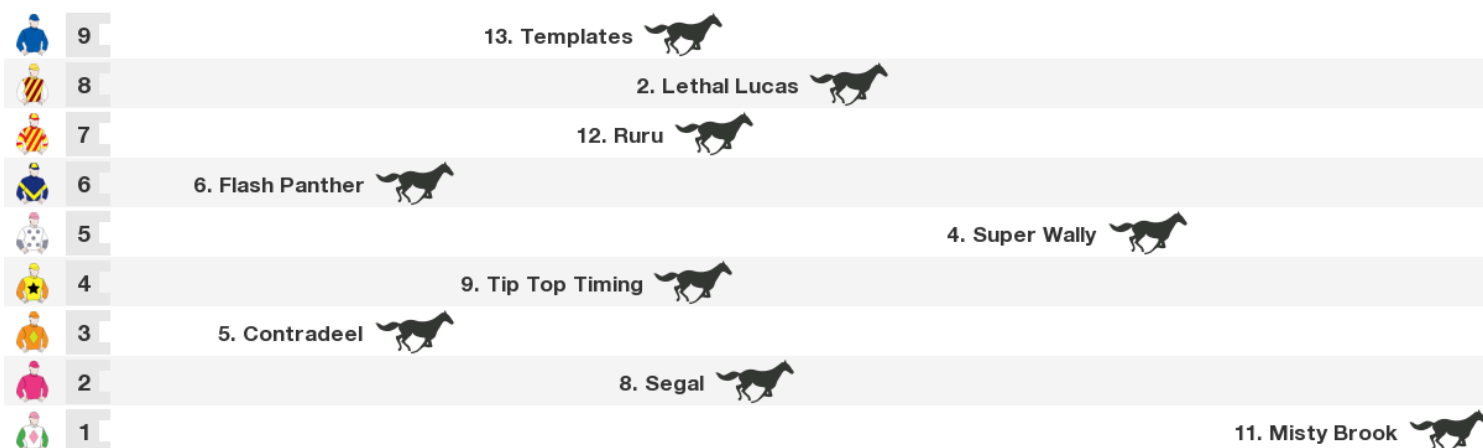 9 13. Templates
8 2. Lethal Lucas
7 12. Ruru
6 6. Flash Panther
5 4. Super Wally
4 9. Tip Top Timing
3 5. Contradeel
2 8. Segal
1 11. Misty Brook